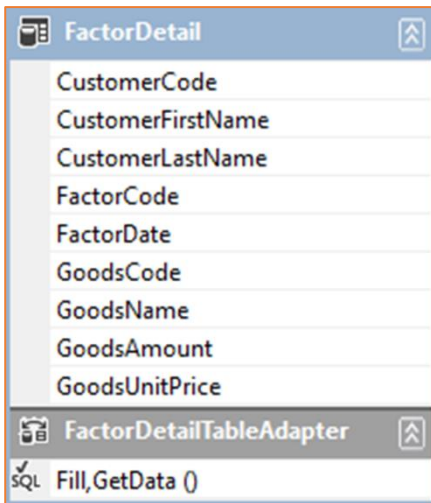 FactorDetail
CustomerCode
CustomerFirstName
CustomerLastName
FactorCode
FactorDate
GoodsCode
GoodsName
GoodsAmount
GoodsUnitPrice
FactorDetailTableAdapter
SQL Fill,GetData ()